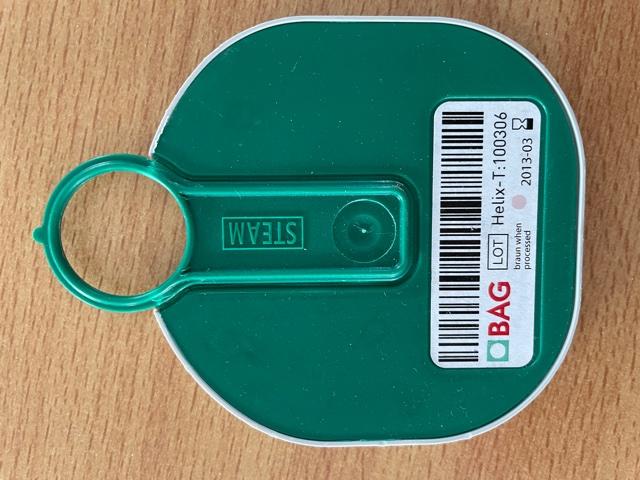 STEAM
BAG
LOT
Helix-T:100306
braun when
processed
2013-03